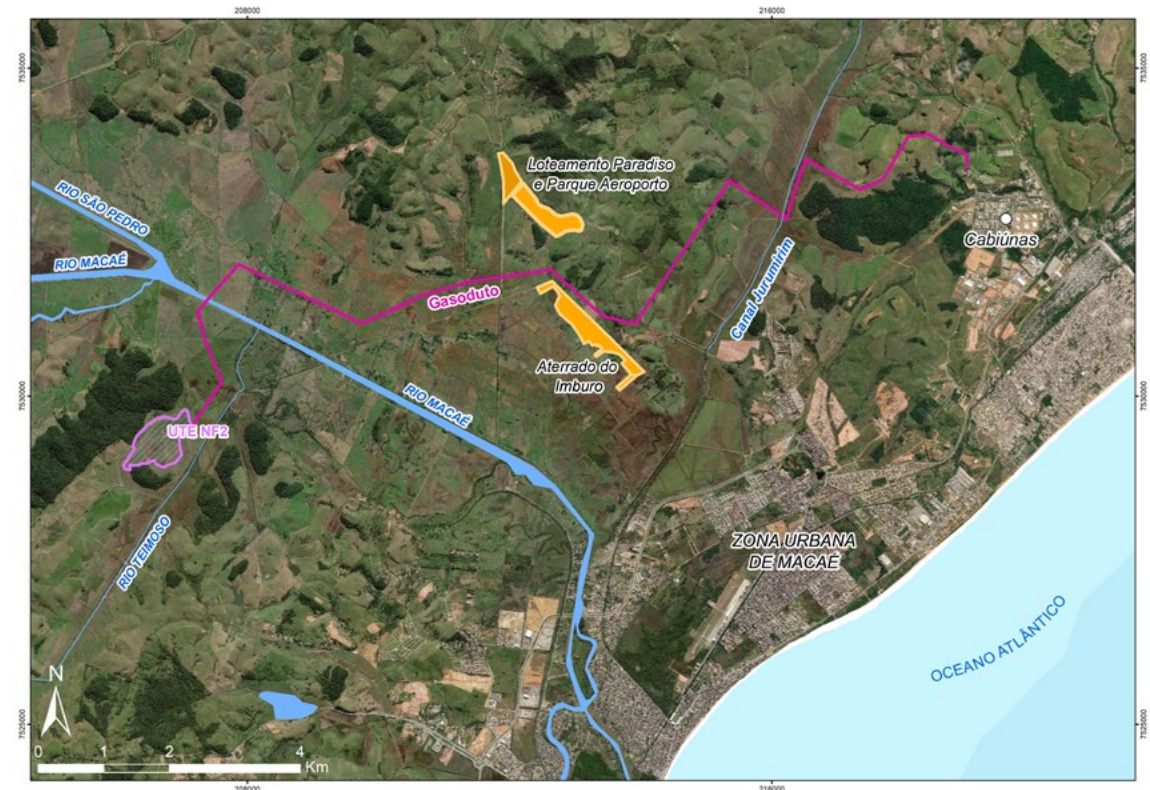 208000
216000
7535000
7535000
Loteamento Paradiso
e Parque Aeroporto
RIO SÃO PEDRO
RIO MACAÉ
Cabiúnas
Canal Jurumirim
Gasoduto
Aterrado do
Imburo
7530000
7530000
RIO MACAÉ
UTE NF2
RIO TEIMOSO
ZONA URBANA
DE MACAÉ
OCEANO ATLÂNTICO
N
7525000
7525000
0 1 2 4
Km
208000
216000